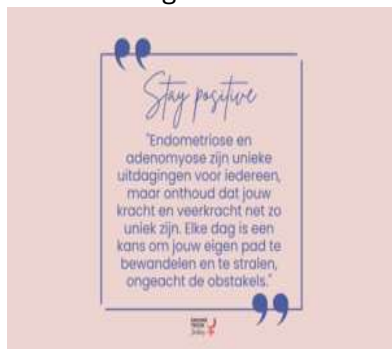 Stay positive
"Endometriose en
adenomyose zijn unieke
uitdagingen voor iedereen,
maar onthoud dat jouw
kracht en veerkracht net zo
uniek zijn. Elke dag is een
kans om jouw eigen pad te
bewandelen en te stralen,
ongeacht de obstakels."